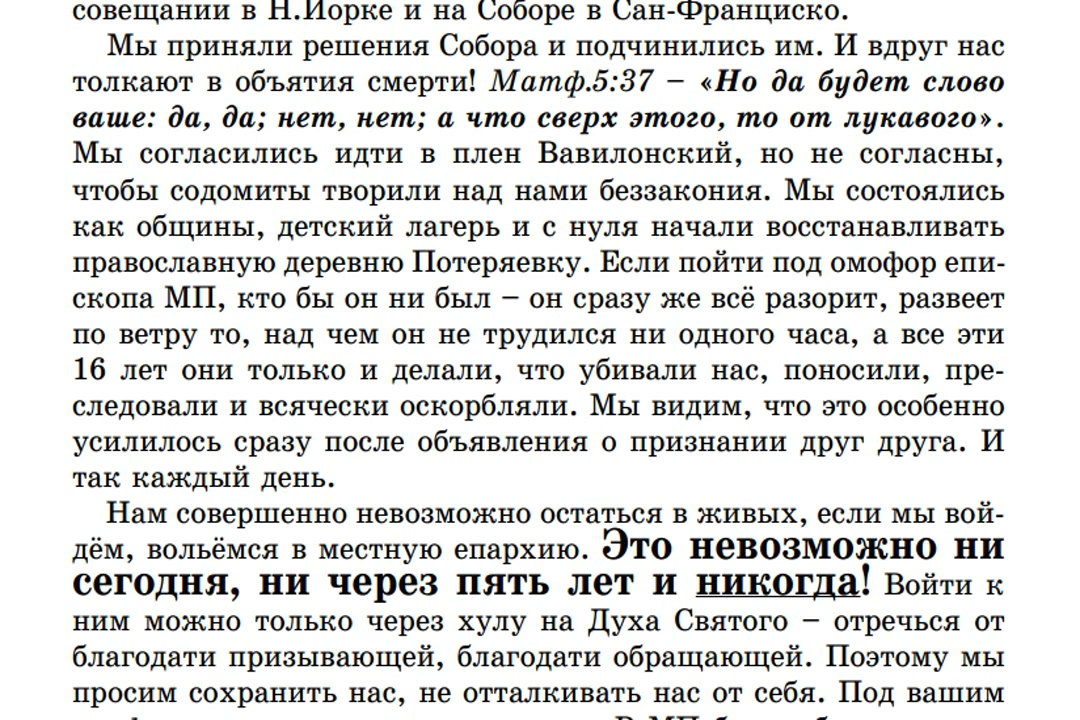 совещании в Н.Йорке и на Соборе в Сан-Франциско.
Мы приняли решения Собора и подчинились им. И вдруг нас
толкают в объятия смерти! Матф.5:37 – «Но да будет слово
ваше: да, да; нет, нет; а что сверх этого, то от лукавого».
Мы согласились идти в плен Вавилонский, но не согласны,
чтобы содомиты творили над нами беззакония. Мы состоялись
как общины, детский лагерь и с нуля начали восстанавливать
православную деревню Потеряевку. Если пойти под омофор епи-
скопа МП, кто бы он ни был – он сразу же всё разорит, развеет
по ветру то, над чем он не трудился ни одного часа, а все эти
16 лет они только и делали, что убивали нас, поносили, пре-
следовали и всячески оскорбляли. Мы видим, что это особенно
усилилось сразу после объявления о признании друг друга. И
так каждый день.
Нам совершенно невозможно остаться в живых, если мы вой-
дём, вольёмся в местную епархию. Это невозможно ни
сегодня, ни через пять лет и никогда! Войти к
ним можно только через хулу на Духа Святого – отречься от
благодати призывающей, благодати обращающей. Поэтому мы
просим сохранить нас, не отталкивать нас от себя. Под вашим